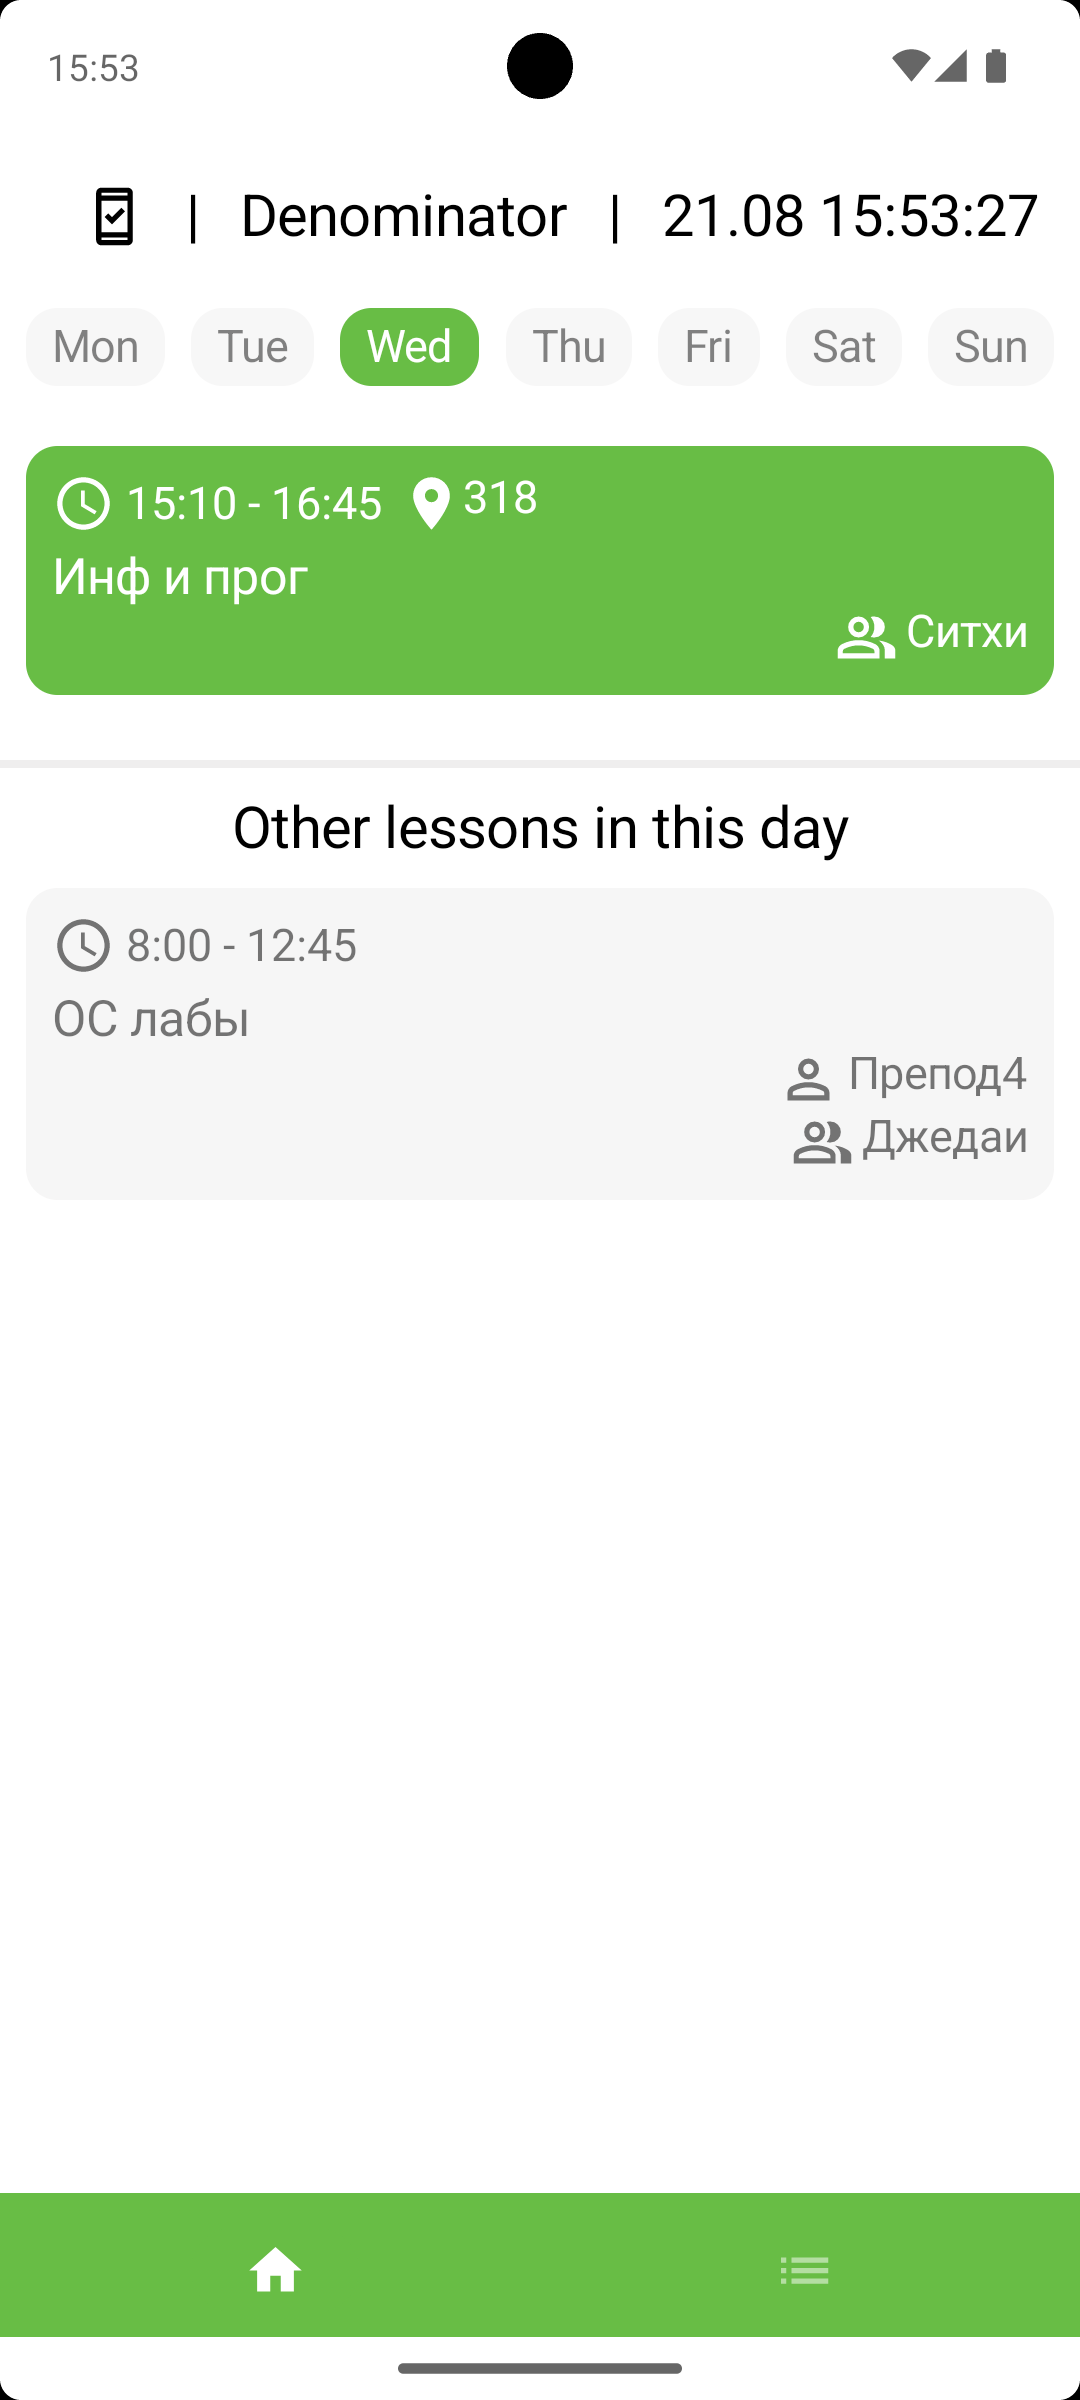 15:53
| Denominator | 21.08 15:53:27
Mon Tue Wed Thu Fri Sat Sun
15:10 - 16:45 318
Инф и прог
Ситхи
Other lessons in this day
8:00 - 12:45
ОС лабы
Препод4
Джедаи